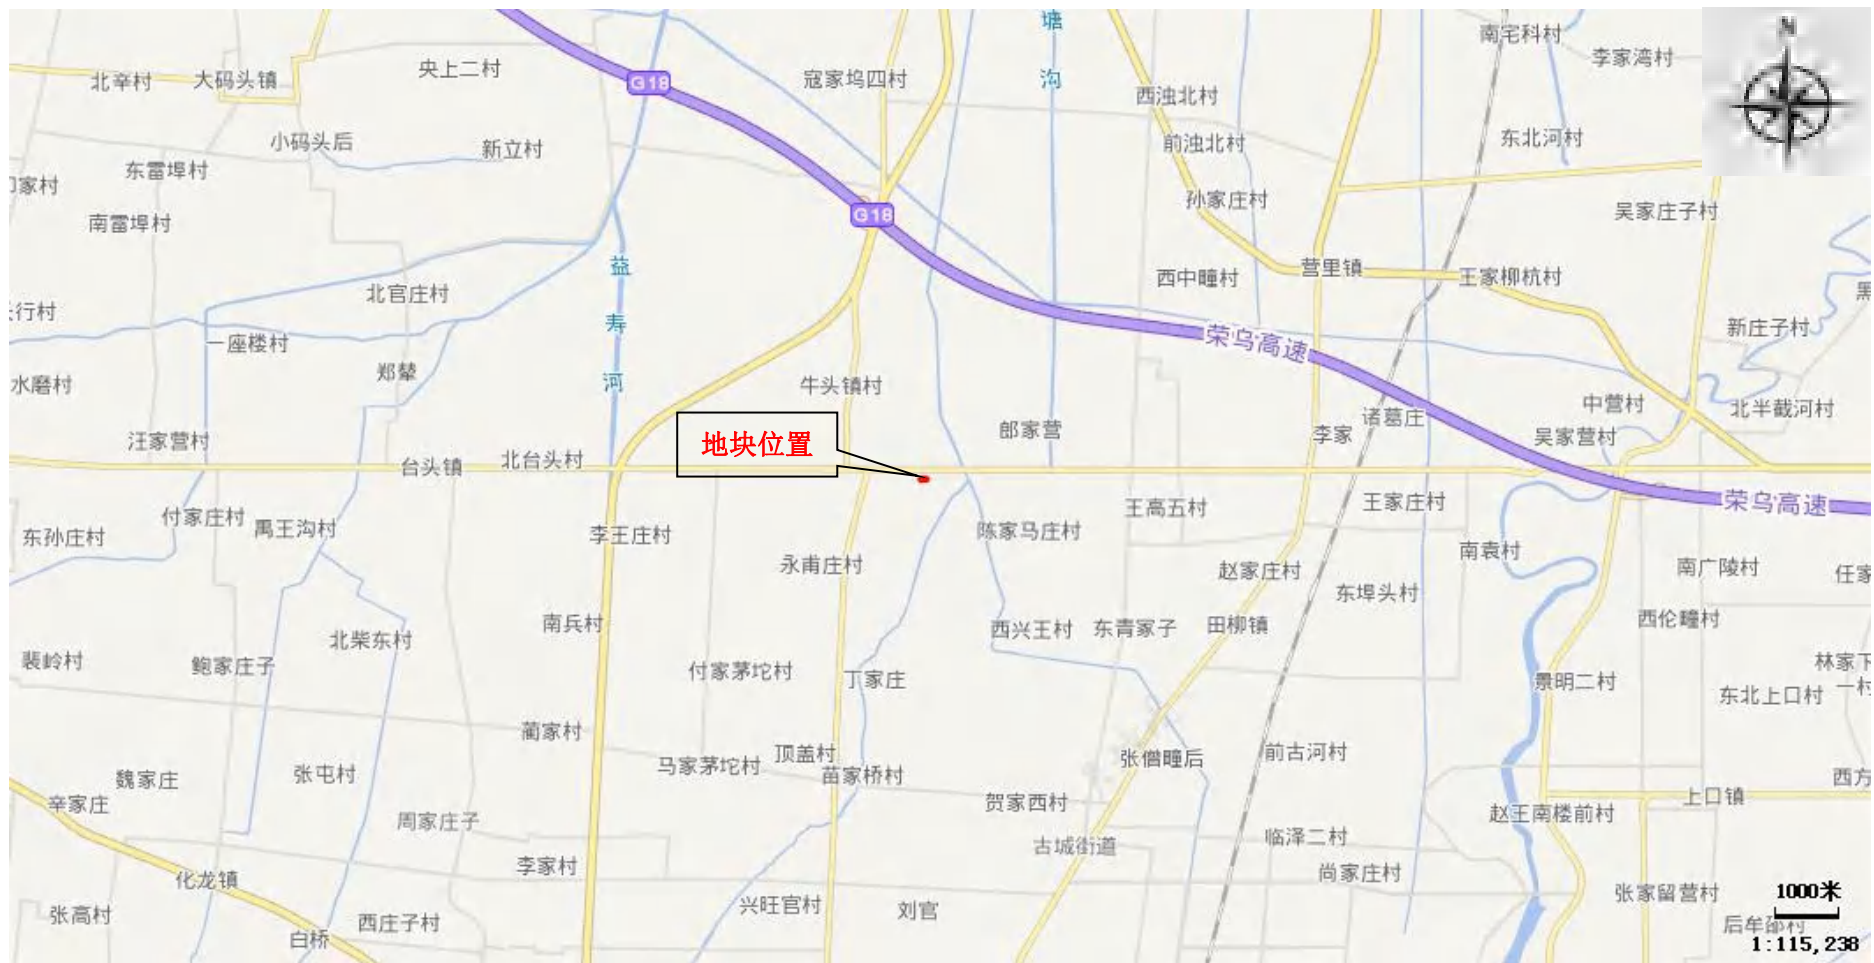 塘沟
南宅科村
李家湾村
N
北辛村
大码头镇
央上二村
G18
寇家坞四村
西浊北村
小码头后
新立村
前浊北村
东北河村
东雷埠村
家村
孙家庄村
南雷埠村
G18
吴家庄子村
益寿河
西中疃村
营里镇
王家柳杭村
北官庄村
行村
黑
一座楼村
荣乌高速
新庄子村
水磨村
郑辇
牛头镇村
中营村
北半截河村
诸葛庄
汪家营村
地块位置
郎家营
李家
吴家营村
台头镇
北台头村
付家庄村
禹王沟村
东孙庄村
李王庄村
陈家马庄村
王高五村
王家庄村
荣乌高速
南袁村
永甫庄村
赵家庄村
南广陵村
任家
东埠头村
南兵村
西兴王村
东青家子
田柳镇
西伦疃村
北柴东村
裴岭村
鲍家庄子
付家茅坨村
丁家庄
景明二村
林家下
一村
东北上口村
蔺家村
马家茅坨村
顶盖村
苗家桥村
张僧疃后
前古河村
魏家庄
张屯村
西方
辛家庄
周家庄子
贺家西村
上口镇
赵王南楼前村
古城街道
临泽二村
李家村
化龙镇
尚家庄村
张家留营村
1000米
张高村
西庄子村
兴旺官村
刘官
后牟邵村
白桥
1:115,238